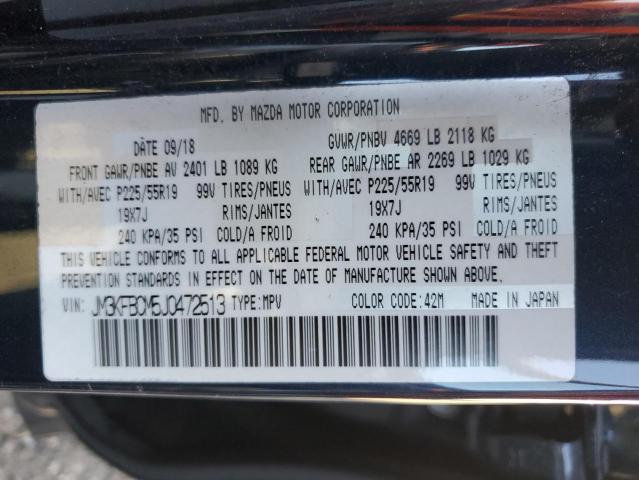 MFD. BY MAZDA MOTOR CORPORATION
DATE 09/18 GVWR/PNBV 4669 LB 2118 KG
FRONT GAWR/PNBE AV 2401 LB 1089 KG REAR GAWR/PNBE AR 2269 LB 1029 KG
WITH/AVEC P225/55R19 99V TIRES/PNEUS WITH/AVEC P225/55R19 99V TIRES/PNEUS
19X7J RIMS/JANTES 19X7J RIMS/JANTES
240 KPA/35 PSI COLD/A FROID 240 KPA/35 PSI COLD/A FROID
THIS VEHICLE CONFORMS TO ALL APPLICABLE FEDERAL MOTOR VEHICLE SAFETY AND THEFT
PREVENTION STANDARDS IN EFFECT ON THE DATE OF MANUFACTURE SHOWN ABOVE.
VIN: JM3KFBCM5J0472513 TYPE:MPV COLOR CODE:42M MADE IN JAPAN